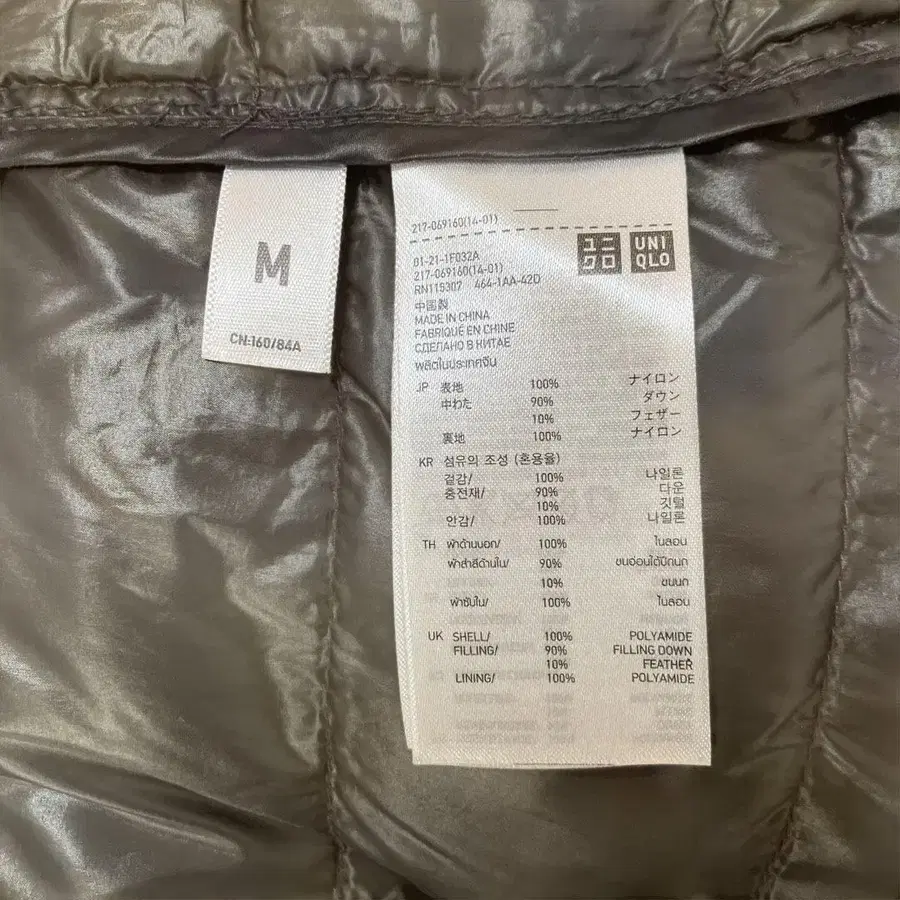 M
CN:160/84A
217-069160(14-01)
ユニクロ
UNIQLO
01-21-1F032A
217-069160(14-01)
RN115307 464-1AA-42D
中国製
MADE IN CHINA
FABRIQUE EN CHINE
СДЕЛАНО В КИТАЕ
ผลิตในประเทศจีน
JP 表地 100% ナイロン
中わた 90% ダウン
10% フェザー
裏地 100% ナイロン
KR 섬유의 조성 (혼용율)
겉감/ 100% 나일론
충전재/ 90% 다운
10% 깃털
안감/ 100% 나일론
TH ผ้าด้านนอก/ 100% ไนลอน
ผ้าสำลีด้านใน/ 90% ขนอ่อนใต้ปีกนก
10% ขนนก
ผ้าซับใน/ 100% ไนลอน
UK SHELL/ 100% POLYAMIDE
FILLING/ 90% FILLING DOWN
10% FEATHER
LINING/ 100% POLYAMIDE